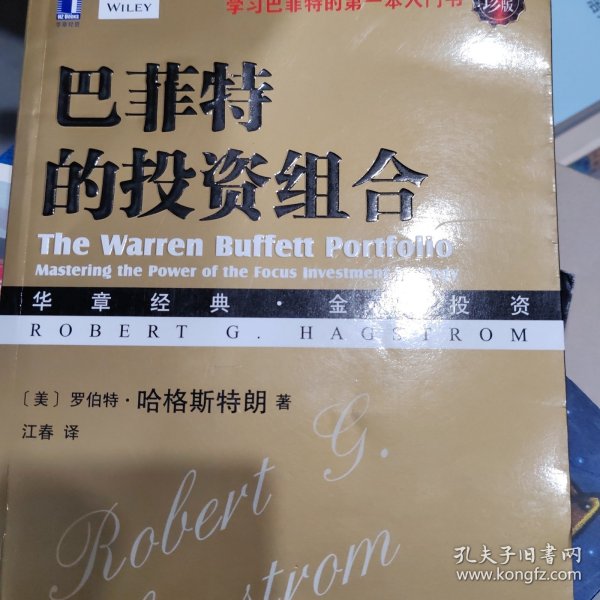 WILEY
学习巴菲特的第一本入门书
珍版
巴菲特
的投资组合
The Warren Buffett Portfolio
Mastering the Power of the Focus Investment
华章经典·金 投资
ROBERT G. HAGSTROM
〔美〕罗伯特·哈格斯特朗 著
江春 译
Robert G.
strom
孔夫子旧书网
www.kongfz.com